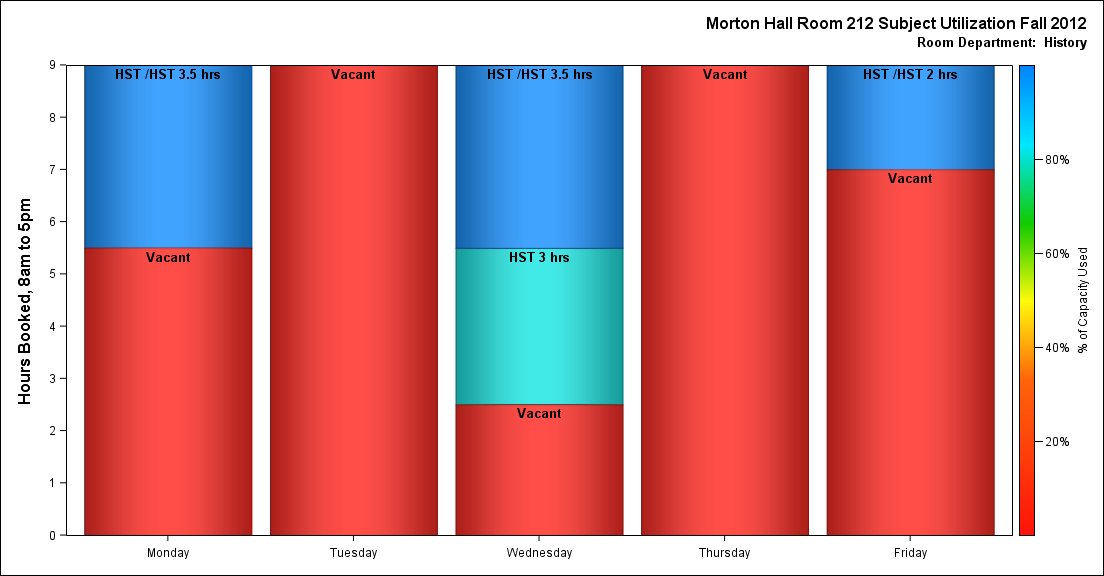 Morton Hall Room 212 Subject Utilization Fall 2012
Room Department:  History
Hours Booked, 8am to 5pm
9
8
7
6
5
4
3
2
1
0
HST /HST 3.5 hrs
Vacant
Vacant
HST /HST 3.5 hrs
HST 3 hrs
Vacant
Vacant
HST /HST 2 hrs
Vacant
Monday
Tuesday
Wednesday
Thursday
Friday
80%
60%
40%
20%
% of Capacity Used